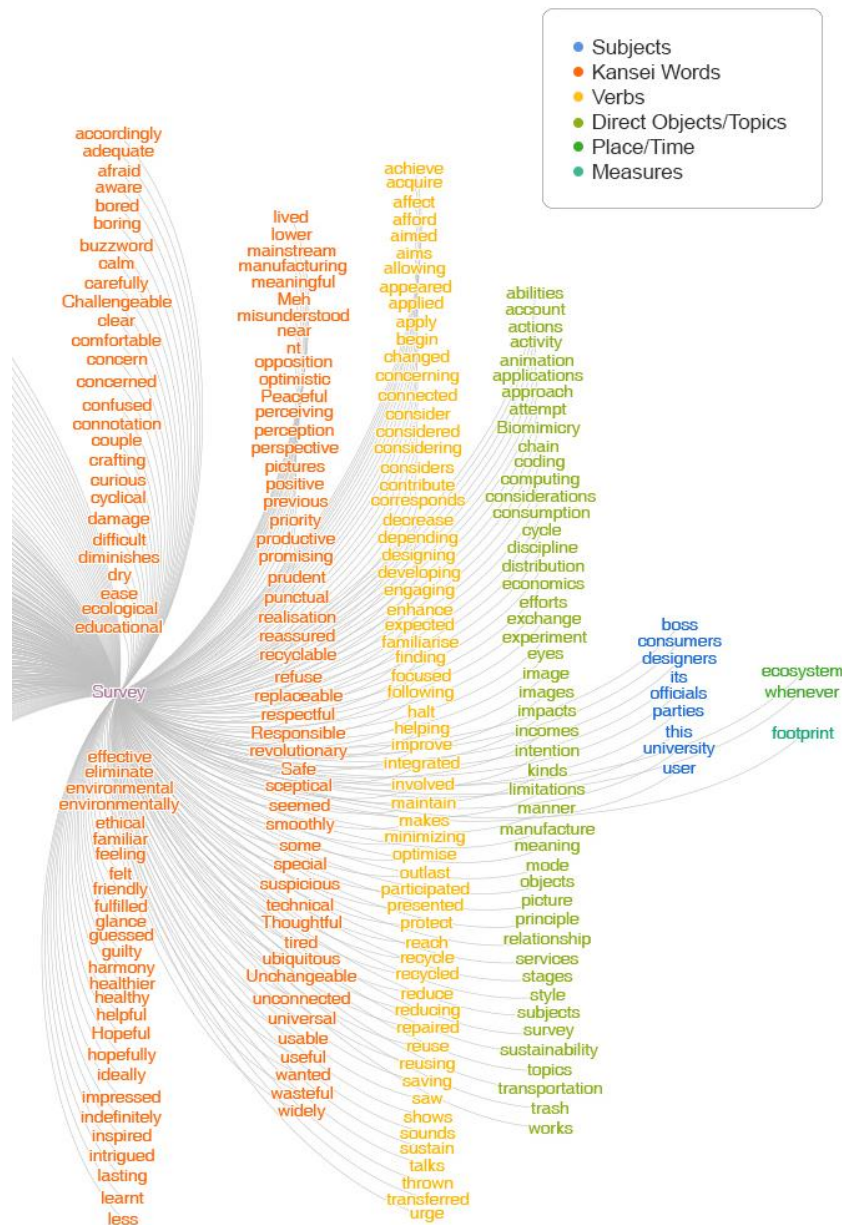 Subjects
Kansei Words
Verbs
Direct Objects/Topics
Place/Time
Measures
accordingly
adequate
afraid
aware
bored
boring
buzzword
calm
carefully
Challengeable
clear
comfortable
concern
concerned
confused
connotation
couple
crafting
curious
cyclical
damage
difficult
diminishes
dry
ease
ecological
educational
Survey
effective
eliminate
environmental
environmentally
ethical
familiar
feeling
felt
friendly
fulfilled
glance
guessed
guilty
harmony
healthier
healthy
helpful
Hopeful
hopefully
ideally
impressed
indefinitely
inspired
intrigued
lasting
learnt
less
lived
lower
mainstream
manufacturing
meaningful
Meh
misunderstood
near
nt
opposition
optimistic
Peaceful
perceiving
perception
perspective
pictures
positive
previous
priority
productive
promising
prudent
punctual
realisation
reassured
recyclable
refuse
replaceable
respectful
Responsible
revolutionary
Safe
sceptical
seemed
smoothly
some
special
suspicious
technical
Thoughtful
tired
ubiquitous
Unchangeable
unconnected
universal
usable
useful
wanted
wasteful
widely
achieve
acquire
affect
afford
aimed
aims
allowing
appeared
applied
apply
begin
changed
concerning
connected
consider
considered
considering
considers
contribute
corresponds
decrease
depending
designing
developing
engaging
enhance
expected
familiarise
finding
focused
following
halt
helping
improve
integrated
involved
maintain
makes
minimizing
optimise
outlast
participated
presented
protect
reach
recycle
recycled
reduce
reducing
repaired
reuse
reusing
saving
saw
shows
sounds
sustain
talks
thrown
transferred
urge
abilities
account
actions
activity
animation
applications
approach
attempt
Biomimicry
chain
coding
computing
considerations
consumption
cycle
discipline
distribution
economics
efforts
exchange
experiment
eyes
image
images
impacts
incomes
intention
kinds
limitations
manner
manufacture
meaning
mode
objects
picture
principle
relationship
services
stages
style
subjects
survey
sustainability
topics
transportation
trash
works
boss
consumers
designers
its
officials
parties
this
university
user
ecosystem
whenever
footprint